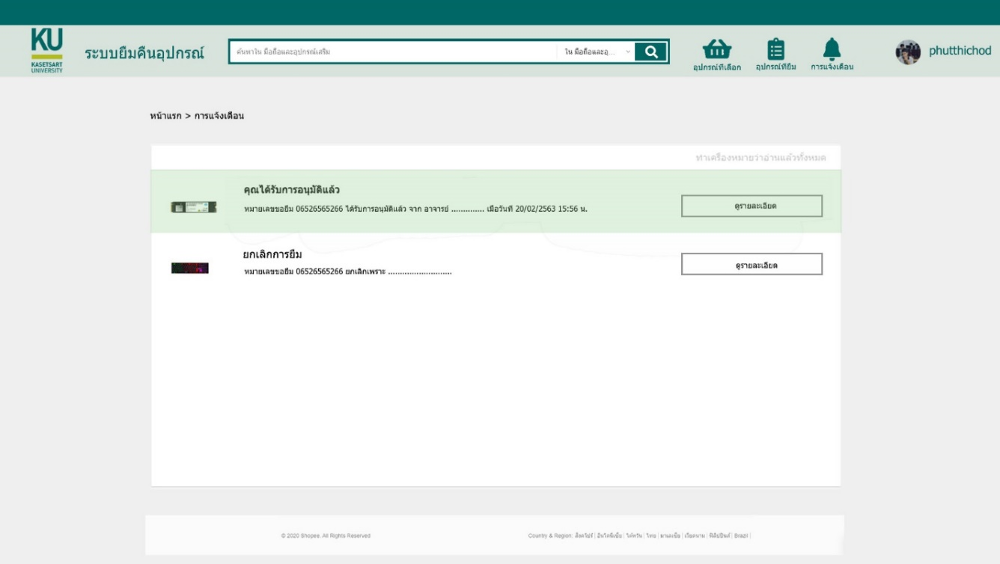 KU
KASETSART
UNIVERSITY
ระบบยืมคืนอุปกรณ์
ค้นหาใน มือถือและอุปกรณ์เสริม
ใน มือถือและอุ...
อุปกรณ์ที่เลือก
อุปกรณ์ที่ยืม
การแจ้งเตือน
phutthichod
หน้าแรก > การแจ้งเตือน
ทำเครื่องหมายว่าอ่านแล้วทั้งหมด
คุณได้รับการอนุมัติแล้ว
หมายเลขขอยืม 06526565266 ได้รับการอนุมัติแล้ว จาก อาจารย์ .............. เมื่อวันที่ 20/02/2563 15:56 น.
ดูรายละเอียด
ยกเลิกการยืม
หมายเลขขอยืม 06526565266 ยกเลิกเพราะ ...........................
ดูรายละเอียด
© 2020 Shopee. All Rights Reserved
Country & Region: สิงคโปร์ | อินโดนีเซีย | ไต้หวัน | ไทย | มาเลเซีย | เวียดนาม | ฟิลิปปินส์ | Brazil |